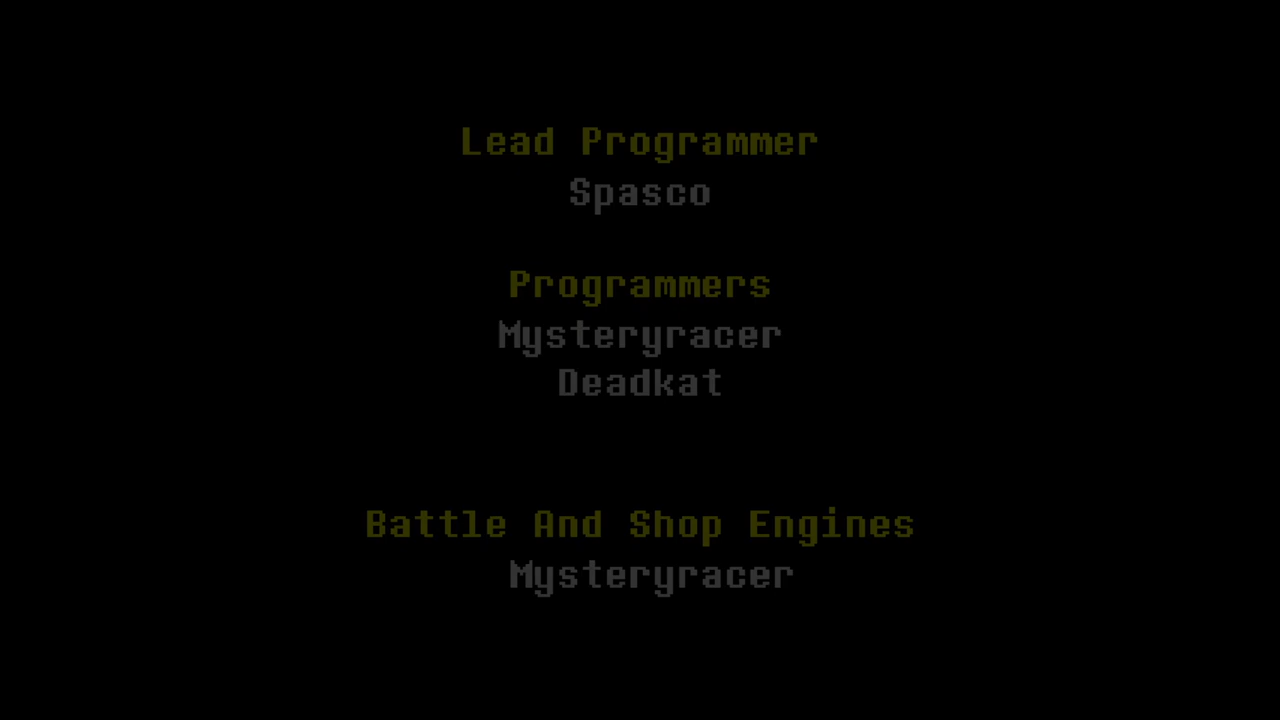 Lead Programmer
Spasco
Programmers
Mysteryracer
Deadkat
Battle And Shop Engines
Mysteryracer